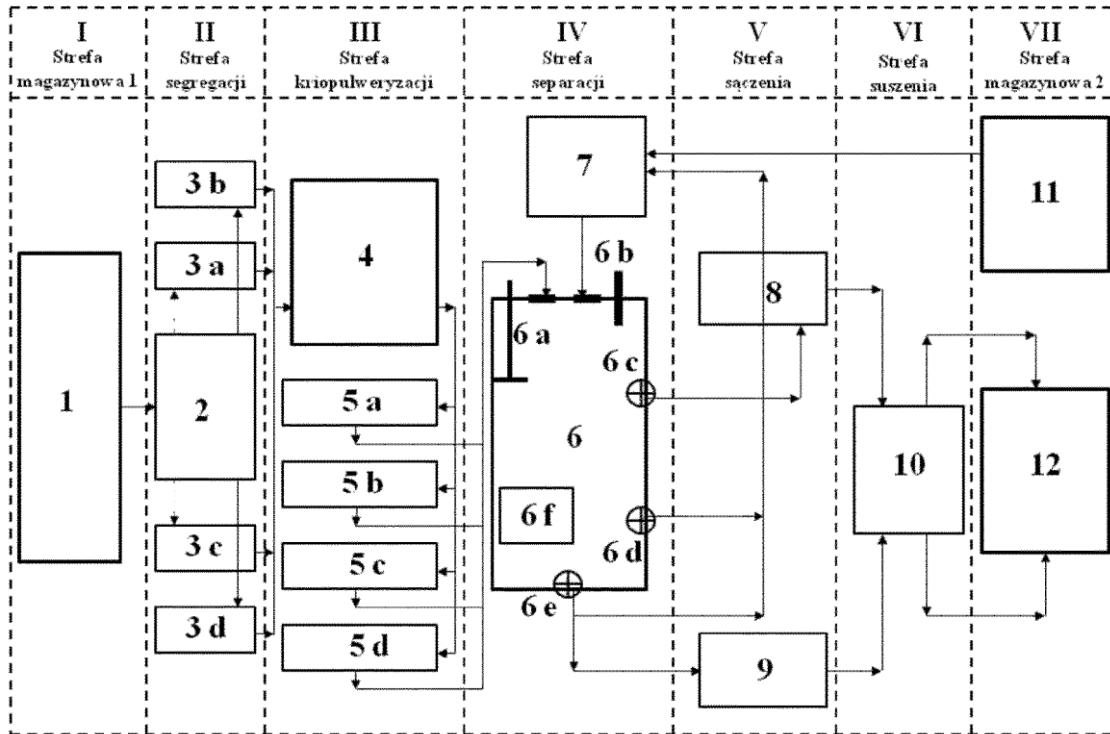 I
Strefa
magazynowa 1
II
Strefa
segregacji
III
Strefa
kriopulweryzacji
IV
Strefa
separacji
V
Strefa
sączenia
VI
Strefa
suszenia
VII
Strefa
magazynowa 2
1
2
3 b
3 a
3 c
3 d
4
5 a
5 b
5 c
5 d
7
6 b
6 a
6 c
6
6 f
6 d
6 e
8
9
10
11
12